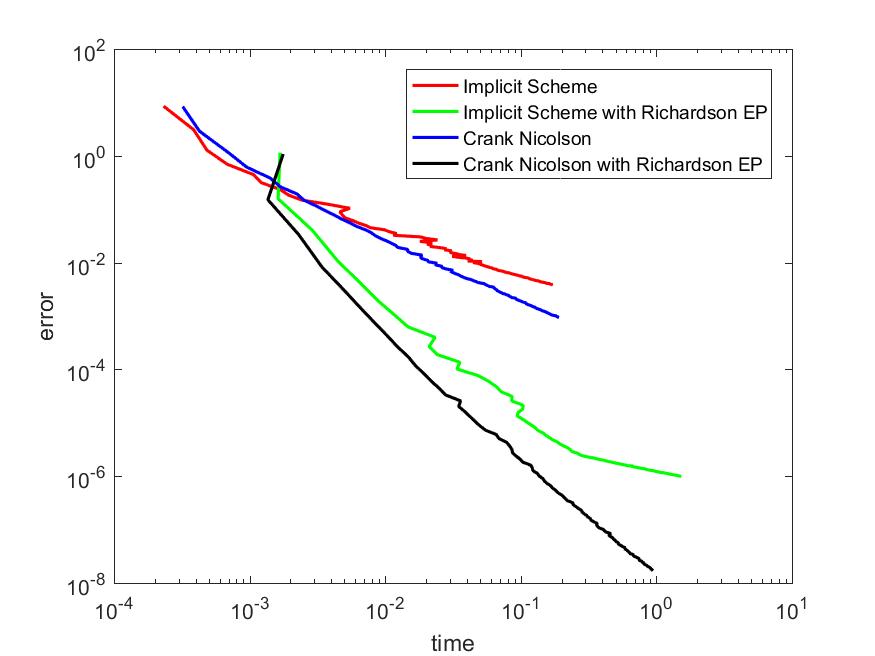 10^2
10^0
10^-2
10^-4
10^-6
10^-8
error
Implicit Scheme
Implicit Scheme with Richardson EP
Crank Nicolson
Crank Nicolson with Richardson EP
10^-4 10^-3 10^-2 10^-1 10^0 10^1
time